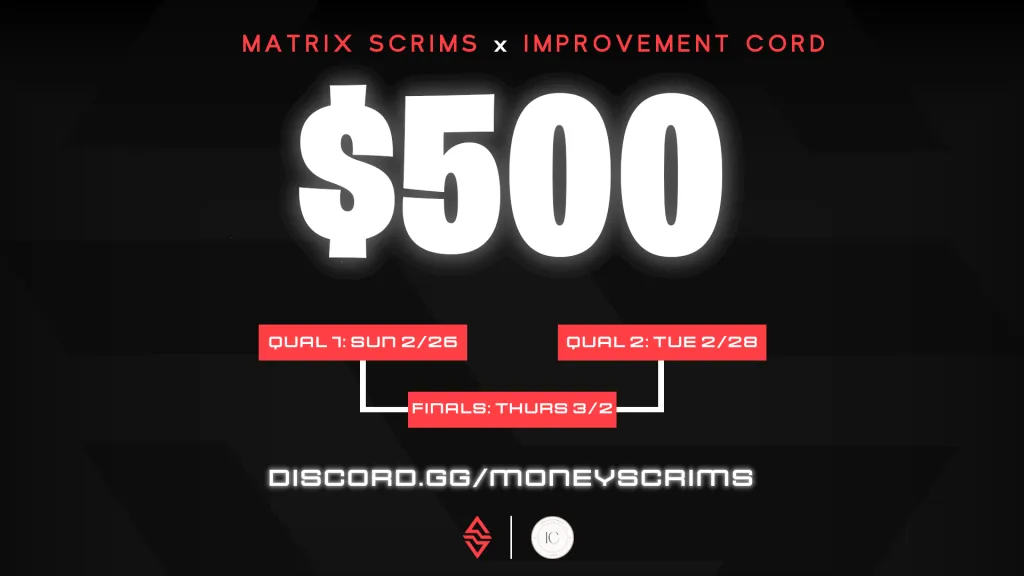 MATRIX SCRIMS x IMPROVEMENT CORD
$500
QUAL 1: SUN 2/26
QUAL 2: TUE 2/28
FINALS: THURS 3/2
DISCORD.GG/MONEYSCRIMS
IC